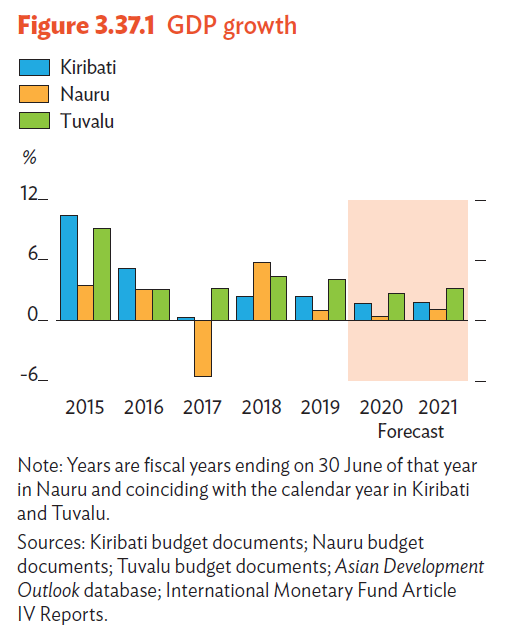 Figure 3.37.1 GDP growth
Kiribati
Nauru
Tuvalu
%
12
6
0
-6
2015 2016 2017 2018 2019 2020 2021
Forecast
Note: Years are fiscal years ending on 30 June of that year
in Nauru and coinciding with the calendar year in Kiribati
and Tuvalu.
Sources: Kiribati budget documents; Nauru budget
documents; Tuvalu budget documents; Asian Development
Outlook database; International Monetary Fund Article
IV Reports.